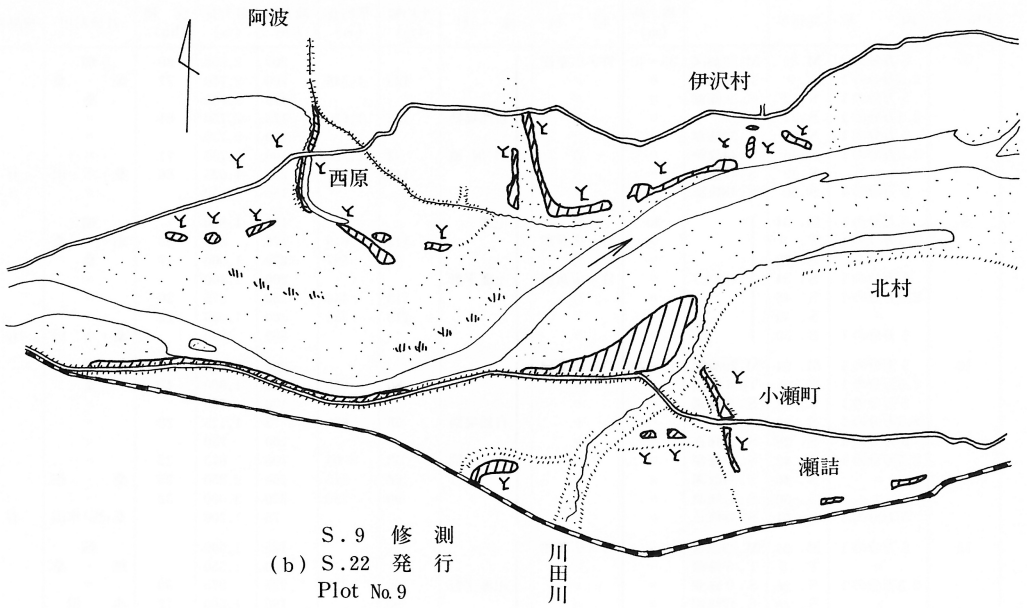 阿波
伊沢村
西原
北村
小瀬町
瀬詰
S.9 修 測
(b) S.22 発 行
Plot No.9
川田川